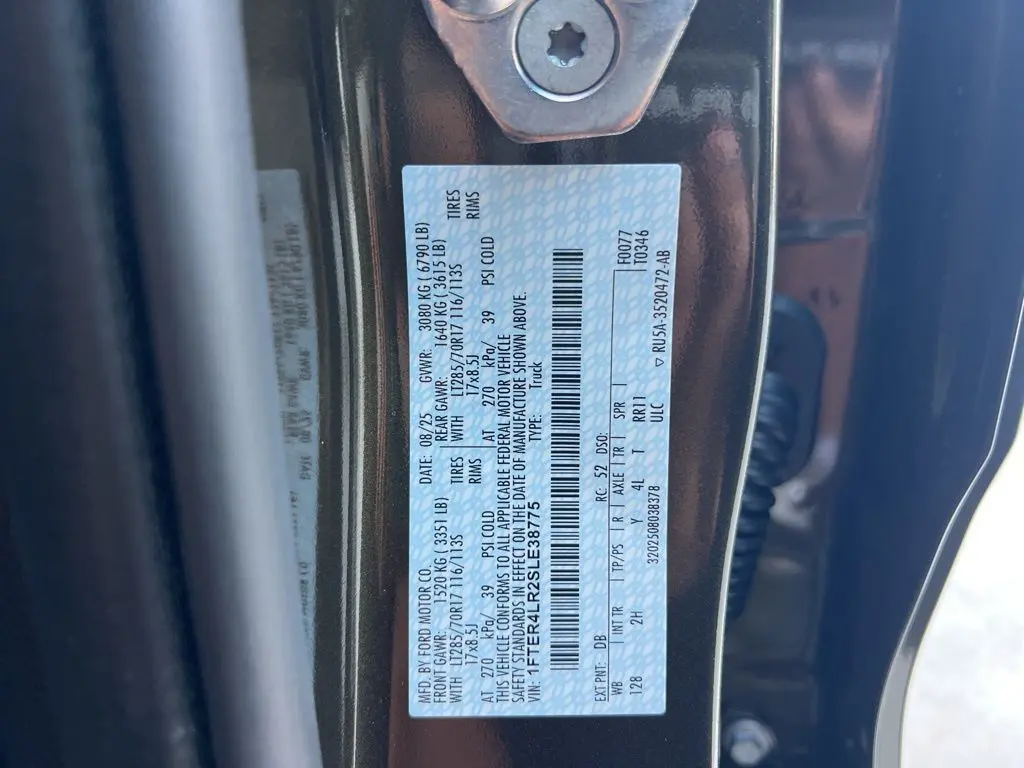 MFD. BY FORD MOTOR CO. DATE: 08/25 GVWR: 3080 KG ( 6790 LB)
FRONT GAWR: 1520 KG ( 3351 LB) REAR GAWR: 1640 KG ( 3615 LB)
WITH LT285/70R17 116/113S TIRES WITH LT285/70R17 116/113S TIRES
17x8.5J RIMS 17x8.5J RIMS
AT 270 kPa/ 39 PSI COLD AT 270 kPa/ 39 PSI COLD
THIS VEHICLE CONFORMS TO ALL APPLICABLE FEDERAL MOTOR VEHICLE
SAFETY STANDARDS IN EFFECT ON THE DATE OF MANUFACTURE SHOWN ABOVE.
VIN: 1FTER4LR2SLE38775 TYPE: Truck
EXT PNT: DB RC: 52 DSO: F0077
WB INT TR TP/PS R AXLE TR SPR T0346
128 2H Y 4L T RR11
3202508038378 ULC ▽ RU5A-3520472-AB